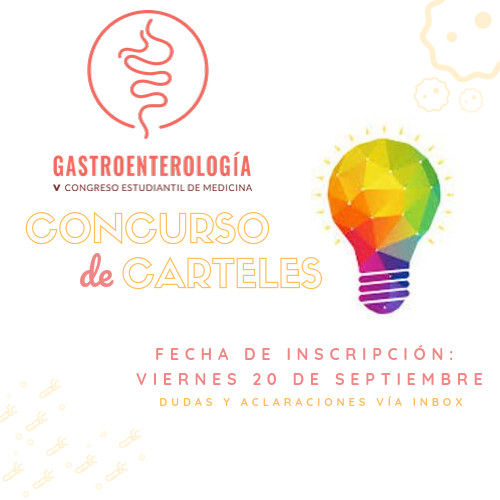 GASTROENTEROLOGÍA
V CONGRESO ESTUDIANTIL DE MEDICINA
CONCURSO
de CARTELES
FECHA DE INSCRIPCIÓN:
VIERNES 20 DE SEPTIEMBRE
DUDAS Y ACLARACIONES VÍA INBOX